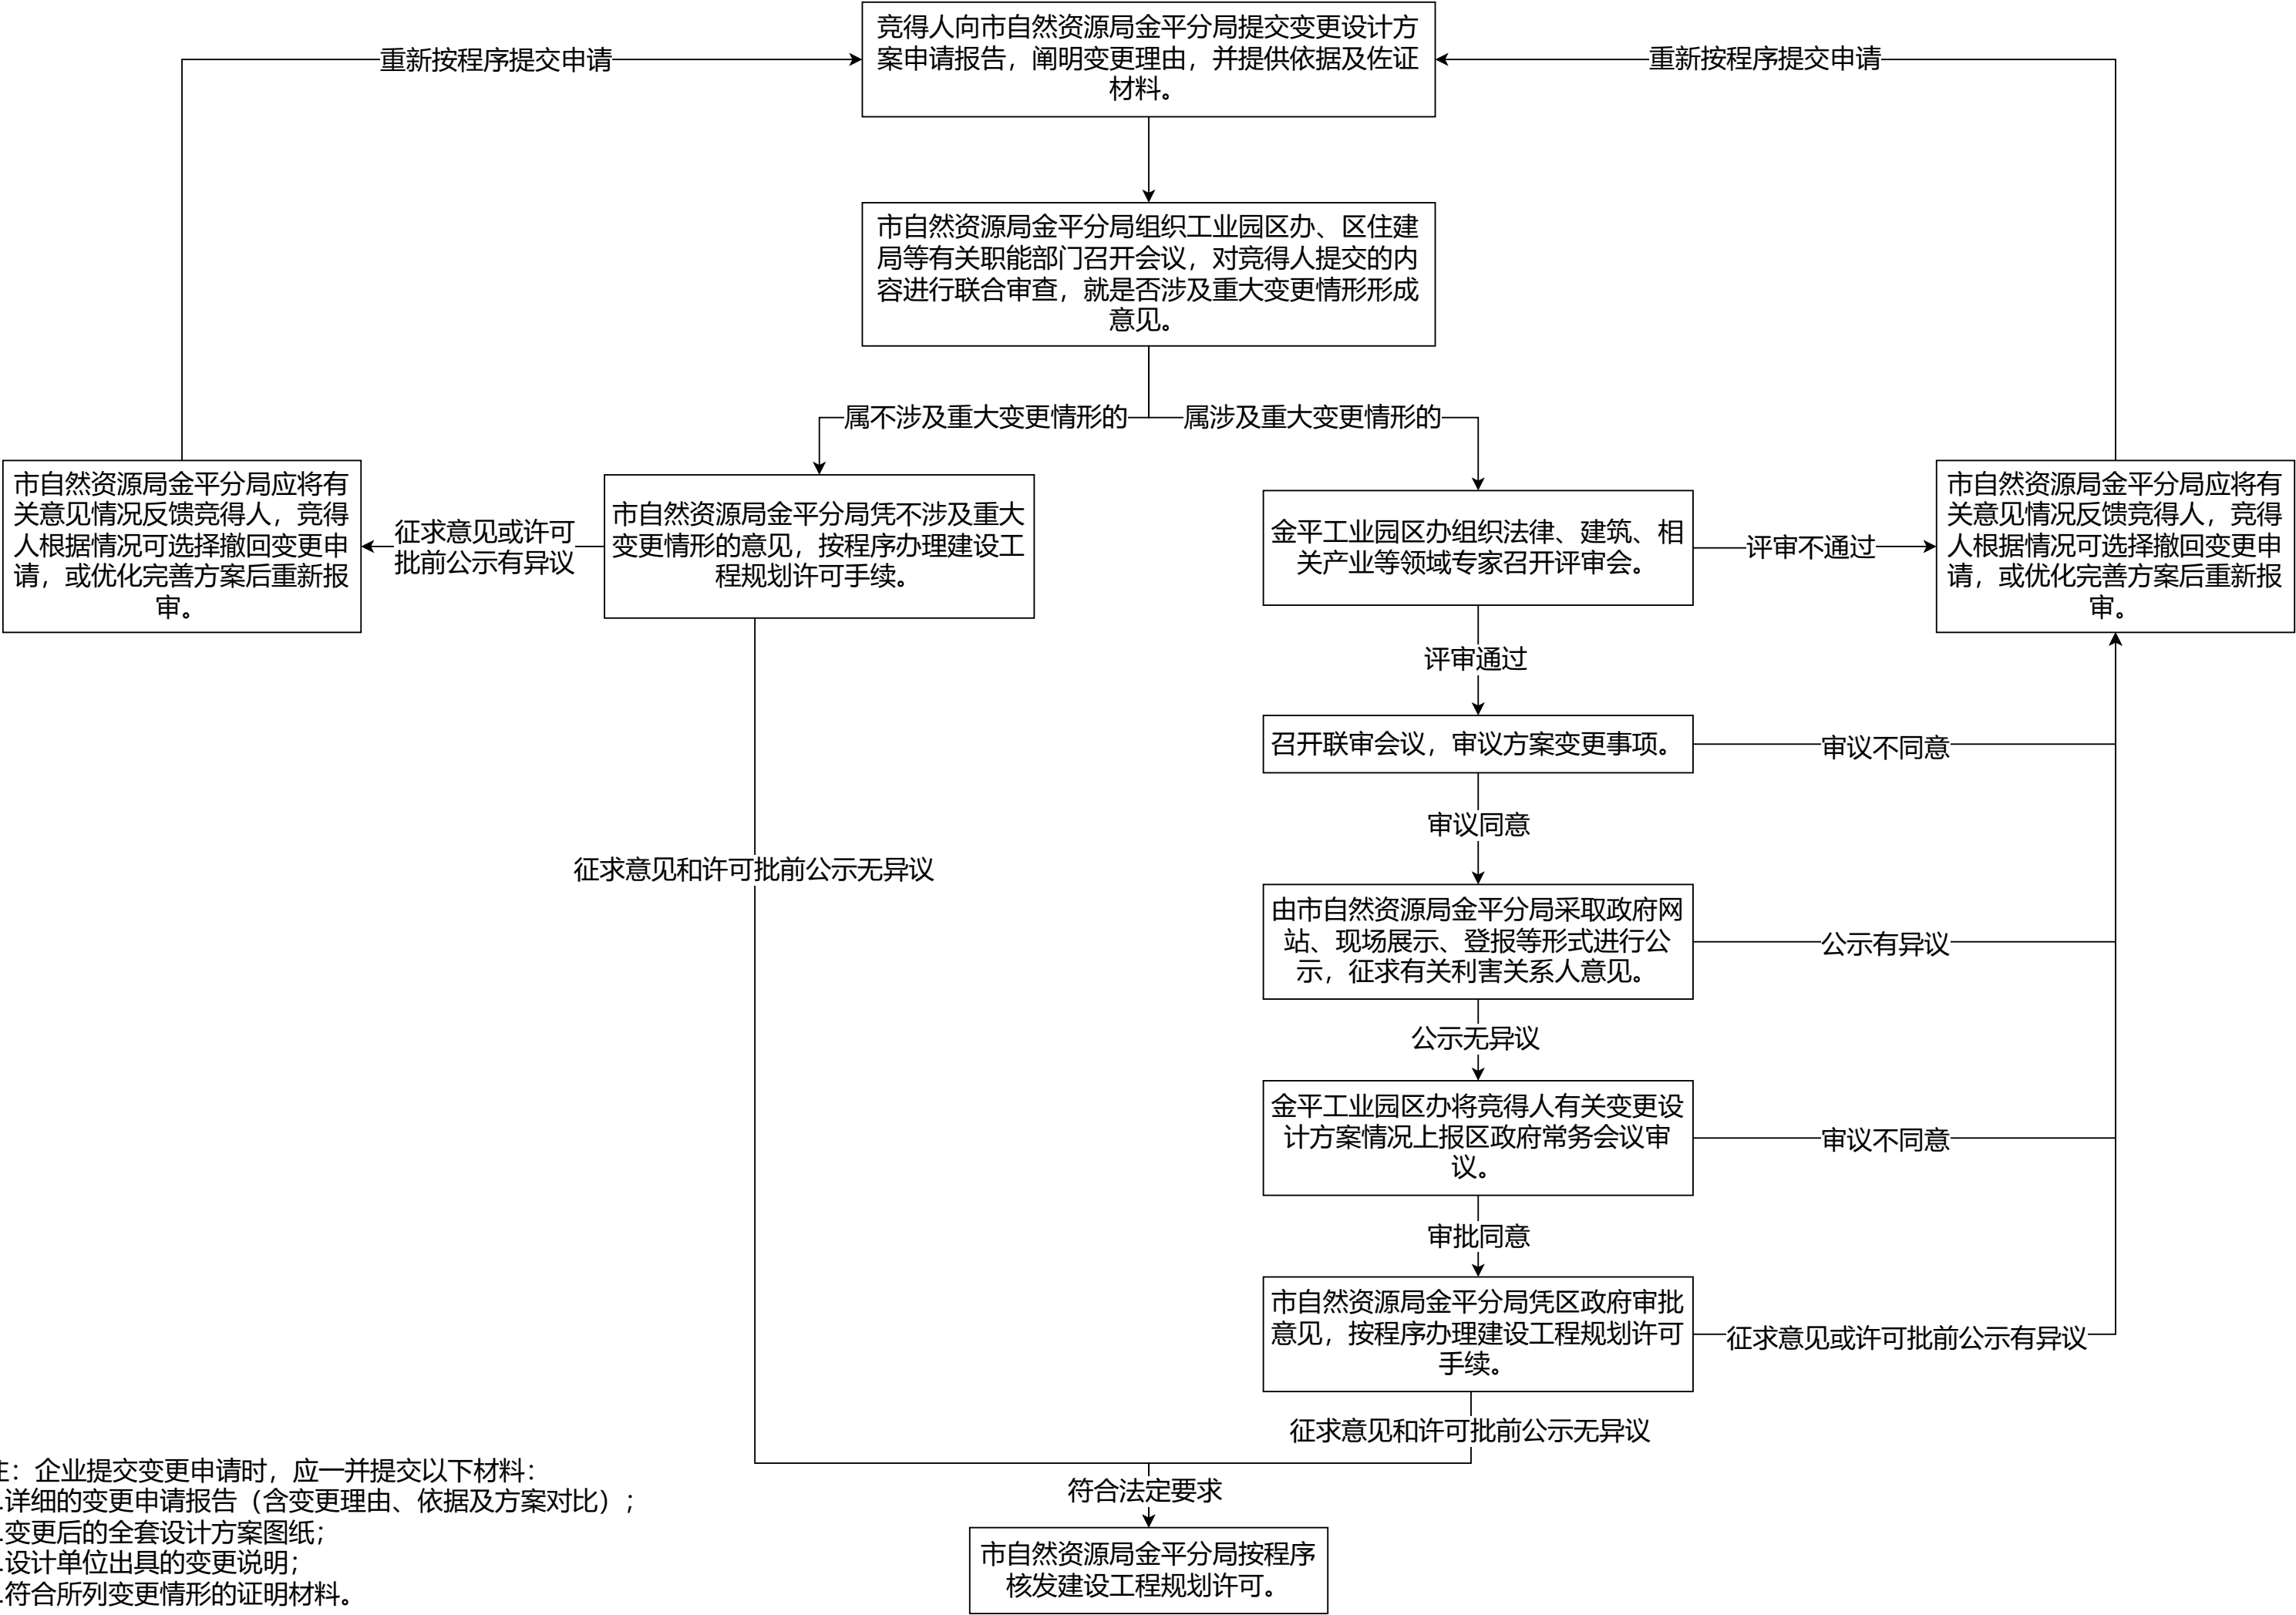 竞得人向市自然资源局金平分局提交变更设计方
案申请报告，阐明变更理由，并提供依据及佐证
材料。
重新按程序提交申请
重新按程序提交申请
市自然资源局金平分局组织工业园区办、区住建
局等有关职能部门召开会议，对竞得人提交的内
容进行联合审查，就是否涉及重大变更情形形成
意见。
属不涉及重大变更情形的
属涉及重大变更情形的
市自然资源局金平分局应将有
关意见情况反馈竞得人，竞得
人根据情况可选择撤回变更申
请，或优化完善方案后重新报
审。
征求意见或许可
批前公示有异议
市自然资源局金平分局凭不涉及重大
变更情形的意见，按程序办理建设工
程规划许可手续。
金平工业园区办组织法律、建筑、相
关产业等领域专家召开评审会。
评审不通过
市自然资源局金平分局应将有
关意见情况反馈竞得人，竞得
人根据情况可选择撤回变更申
请，或优化完善方案后重新报
审。
评审通过
召开联审会议，审议方案变更事项。
审议不同意
审议同意
征求意见和许可批前公示无异议
由市自然资源局金平分局采取政府网
站、现场展示、登报等形式进行公
示，征求有关利害关系人意见。
公示有异议
公示无异议
金平工业园区办将竞得人有关变更设
计方案情况上报区政府常务会议审
议。
审议不同意
审批同意
市自然资源局金平分局凭区政府审批
意见，按程序办理建设工程规划许可
手续。
征求意见或许可批前公示有异议
征求意见和许可批前公示无异议
符合法定要求
市自然资源局金平分局按程序
核发建设工程规划许可。
：企业提交变更申请时，应一并提交以下材料：
.详细的变更申请报告（含变更理由、依据及方案对比）；
.变更后的全套设计方案图纸；
.设计单位出具的变更说明；
.符合所列变更情形的证明材料。